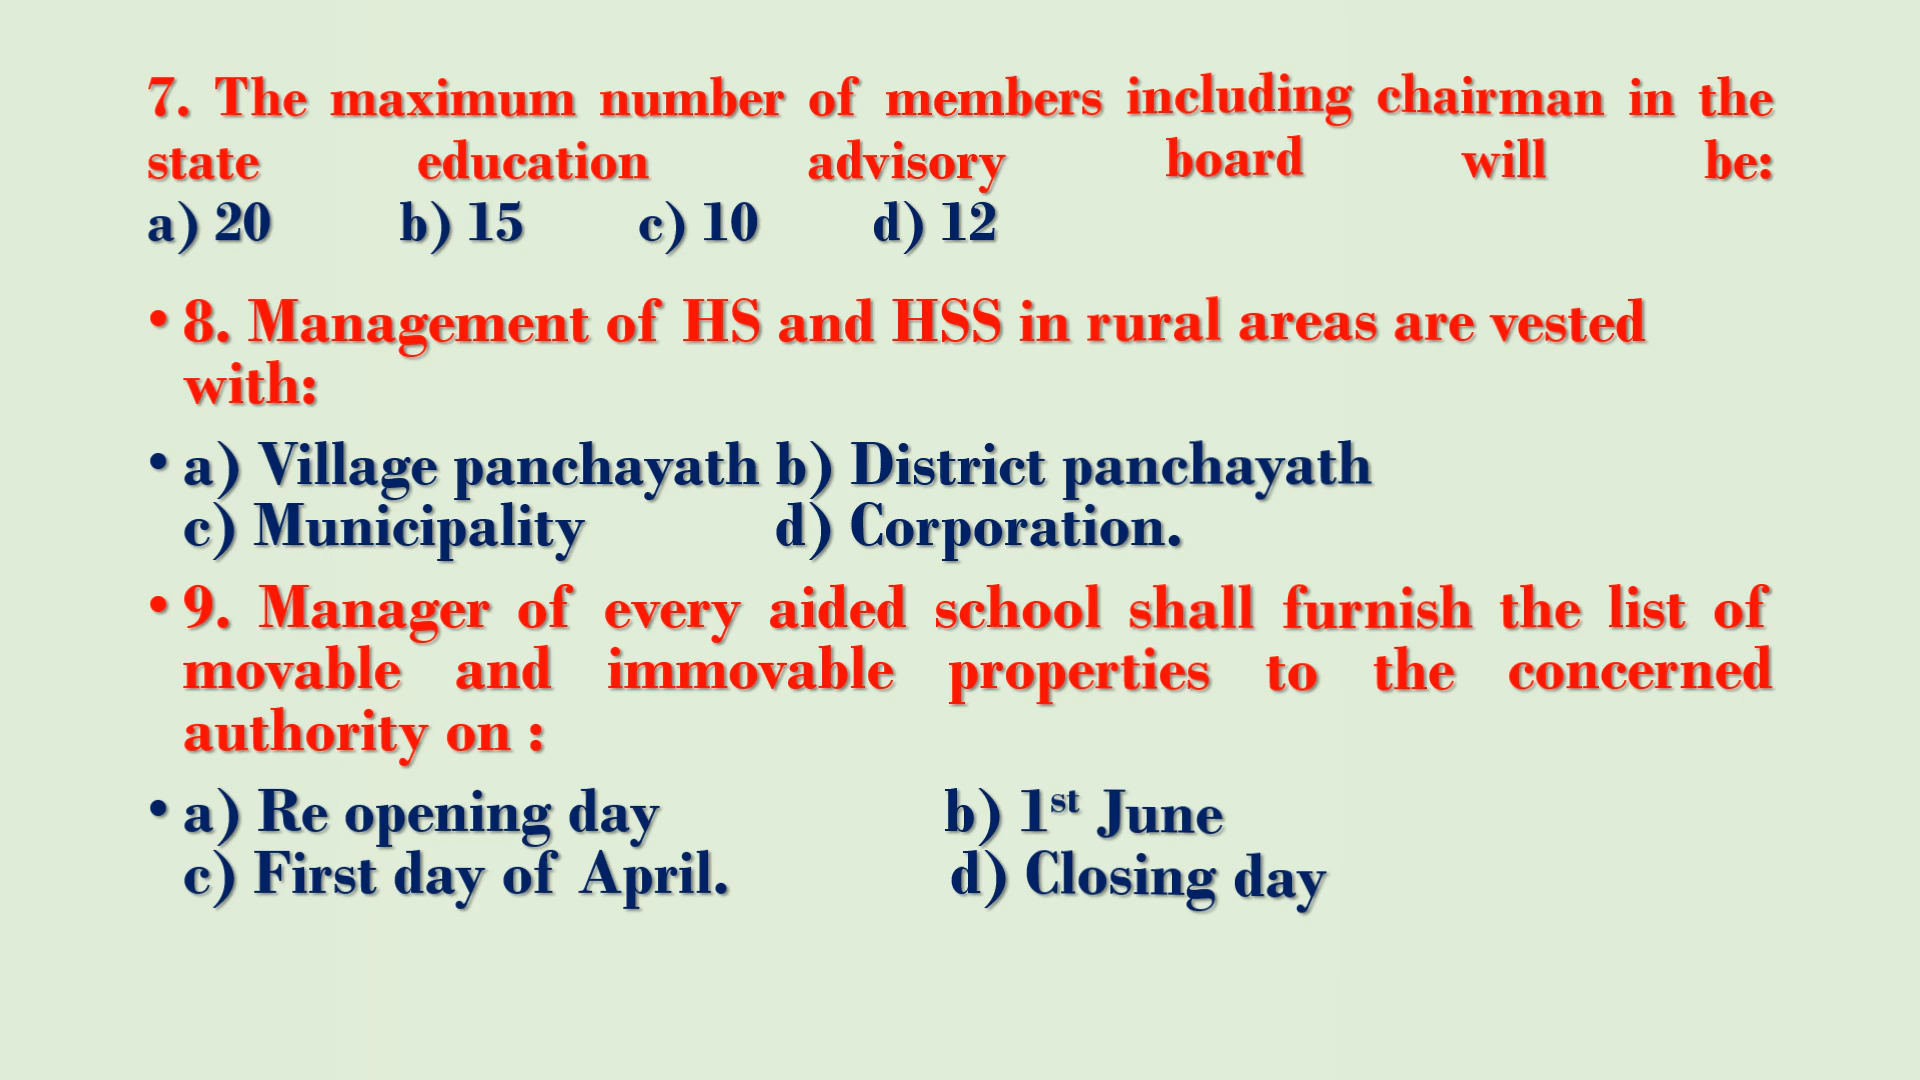 7. The maximum number of members including chairman in the
state education advisory board will be:
a) 20 b) 15 c) 10 d) 12
• 8. Management of HS and HSS in rural areas are vested
with:
• a) Village panchayath b) District panchayath
c) Municipality d) Corporation.
• 9. Manager of every aided school shall furnish the list of
movable and immovable properties to the concerned
authority on :
• a) Re opening day b) 1st June
c) First day of April. d) Closing day